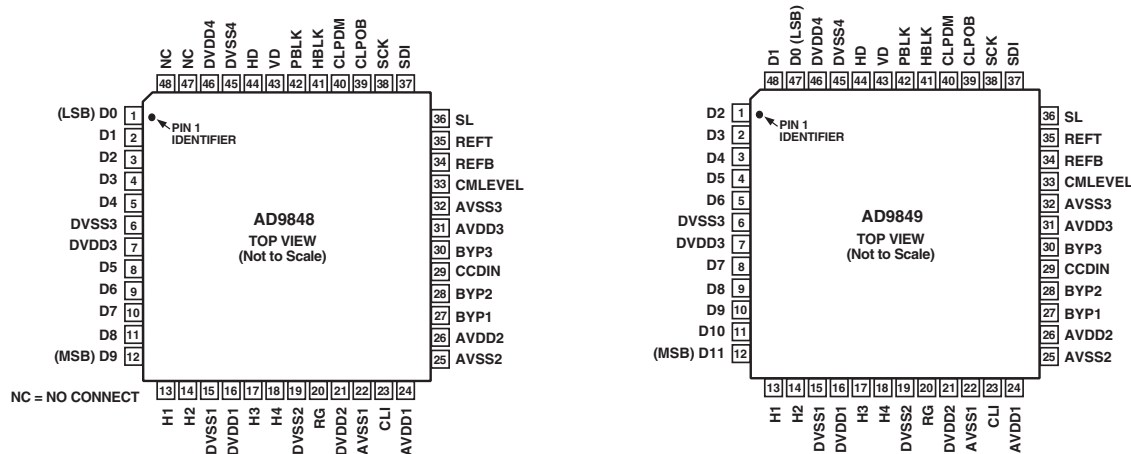 NC
NC
DVDD4
DVSS4
HD
VD
PBLK
HBLK
CLPDM
CLPOB
SCK
SDI
48 47 46 45 44 43 42 41 40 39 38 37
(LSB) D0 1
D1 2
D2 3
D3 4
D4 5
DVSS3 6
DVDD3 7
D5 8
D6 9
D7 10
D8 11
(MSB) D9 12
PIN 1
IDENTIFIER
AD9848
TOP VIEW
(Not to Scale)
36 SL
35 REFT
34 REFB
33 CMLEVEL
32 AVSS3
31 AVDD3
30 BYP3
29 CCDIN
28 BYP2
27 BYP1
26 AVDD2
25 AVSS2
13 14 15 16 17 18 19 20 21 22 23 24
NC = NO CONNECT
H1
H2
DVSS1
DVDD1
H3
H4
DVSS2
RG
DVDD2
AVSS1
CLI
AVDD1
D1
D0 (LSB)
DVDD4
DVSS4
HD
VD
PBLK
HBLK
CLPDM
CLPOB
SCK
SDI
48 47 46 45 44 43 42 41 40 39 38 37
D2 1
D3 2
D4 3
D5 4
D6 5
DVSS3 6
DVDD3 7
D7 8
D8 9
D9 10
D10 11
(MSB) D11 12
PIN 1
IDENTIFIER
AD9849
TOP VIEW
(Not to Scale)
36 SL
35 REFT
34 REFB
33 CMLEVEL
32 AVSS3
31 AVDD3
30 BYP3
29 CCDIN
28 BYP2
27 BYP1
26 AVDD2
25 AVSS2
13 14 15 16 17 18 19 20 21 22 23 24
H1
H2
DVSS1
DVDD1
H3
H4
DVSS2
RG
DVDD2
AVSS1
CLI
AVDD1